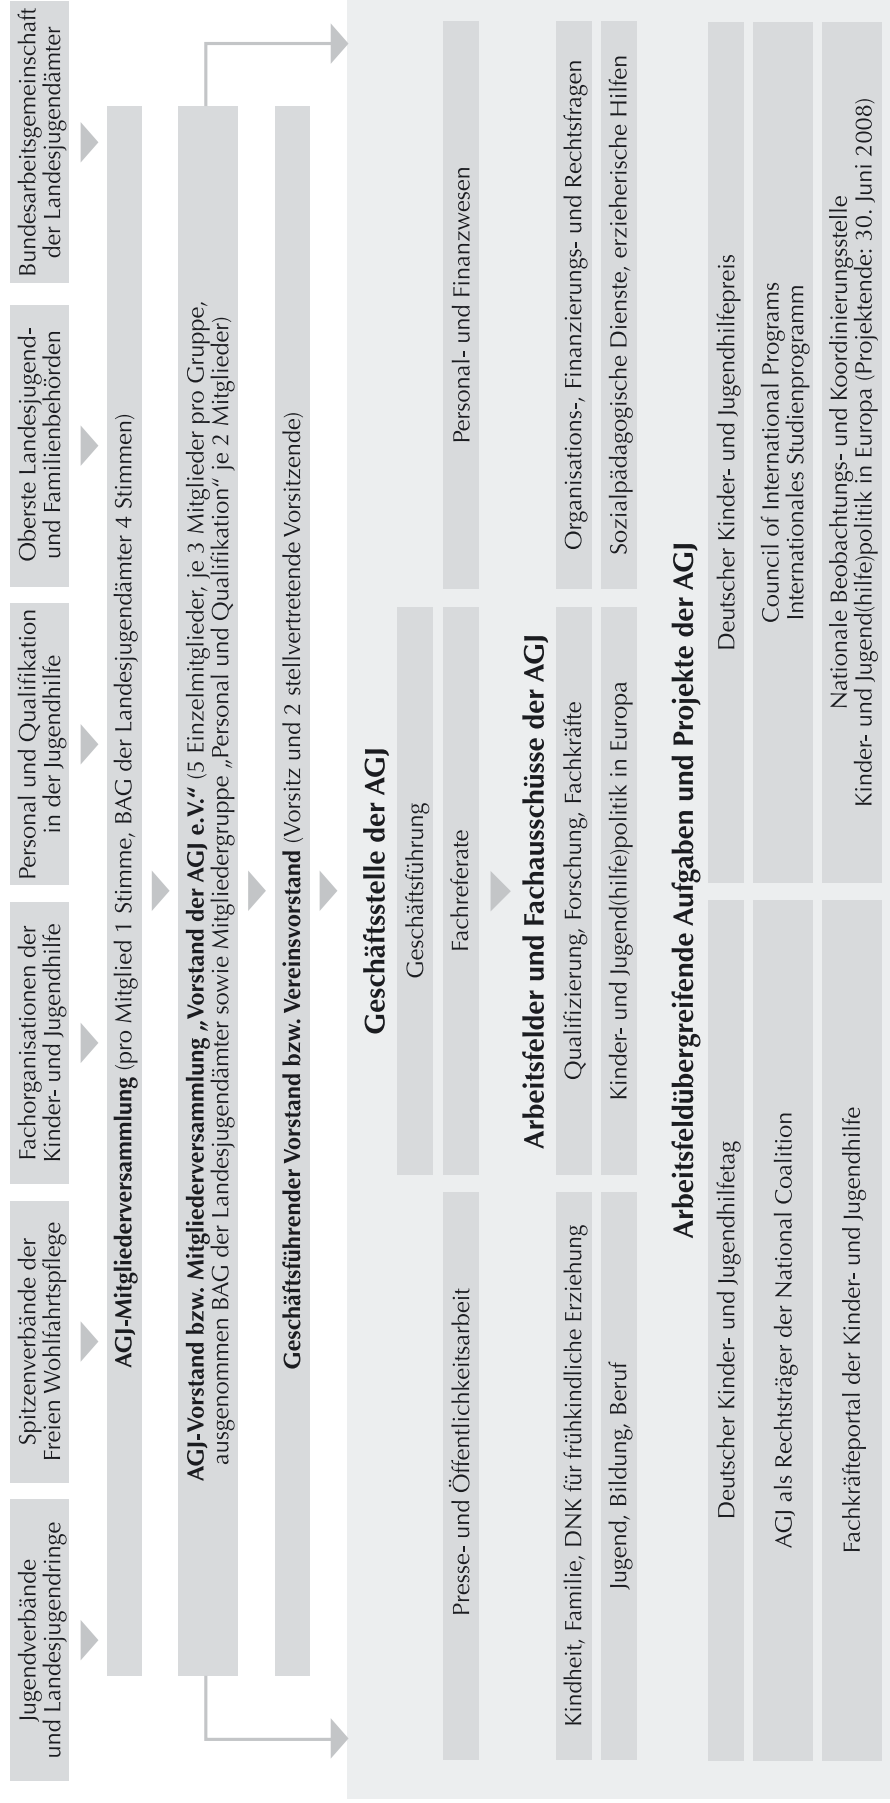 Jugendverbände
und Landesjugendringe
Spitzenverbände der
Freien Wohlfahrtspflege
Fachorganisationen der
Kinder- und Jugendhilfe
Personal und Qualifikation
in der Jugendhilfe
Oberste Landesjugend-
und Familienbehörden
Bundesarbeitsgemeinschaft
der Landesjugendämter
AGJ-Mitgliederversammlung (pro Mitglied 1 Stimme, BAG der Landesjugendämter 4 Stimmen)
AGJ-Vorstand bzw. Mitgliederversammlung „Vorstand der AGJ e.V.“ (5 Einzelmitglieder, je 3 Mitglieder pro Gruppe,
ausgenommen BAG der Landesjugendämter sowie Mitgliedergruppe „Personal und Qualifikation“ je 2 Mitglieder)
Geschäftsführender Vorstand bzw. Vereinsvorstand (Vorsitz und 2 stellvertretende Vorsitzende)
Geschäftsstelle der AGJ
Geschäftsführung
Presse- und Öffentlichkeitsarbeit
Fachreferate
Personal- und Finanzwesen
Arbeitsfelder und Fachausschüsse der AGJ
Kindheit, Familie, DNK für frühkindliche Erziehung
Qualifizierung, Forschung, Fachkräfte
Organisations-, Finanzierungs- und Rechtsfragen
Jugend, Bildung, Beruf
Kinder- und Jugend(hilfe)politik in Europa
Sozialpädagogische Dienste, erzieherische Hilfen
Arbeitsfeldübergreifende Aufgaben und Projekte der AGJ
Deutscher Kinder- und Jugendhilfetag
Deutscher Kinder- und Jugendhilfepreis
AGJ als Rechtsträger der National Coalition
Council of International Programs
Internationales Studienprogramm
Fachkräfteportal der Kinder- und Jugendhilfe
Nationale Beobachtungs- und Koordinierungsstelle
Kinder- und Jugend(hilfe)politik in Europa (Projektende: 30. Juni 2008)